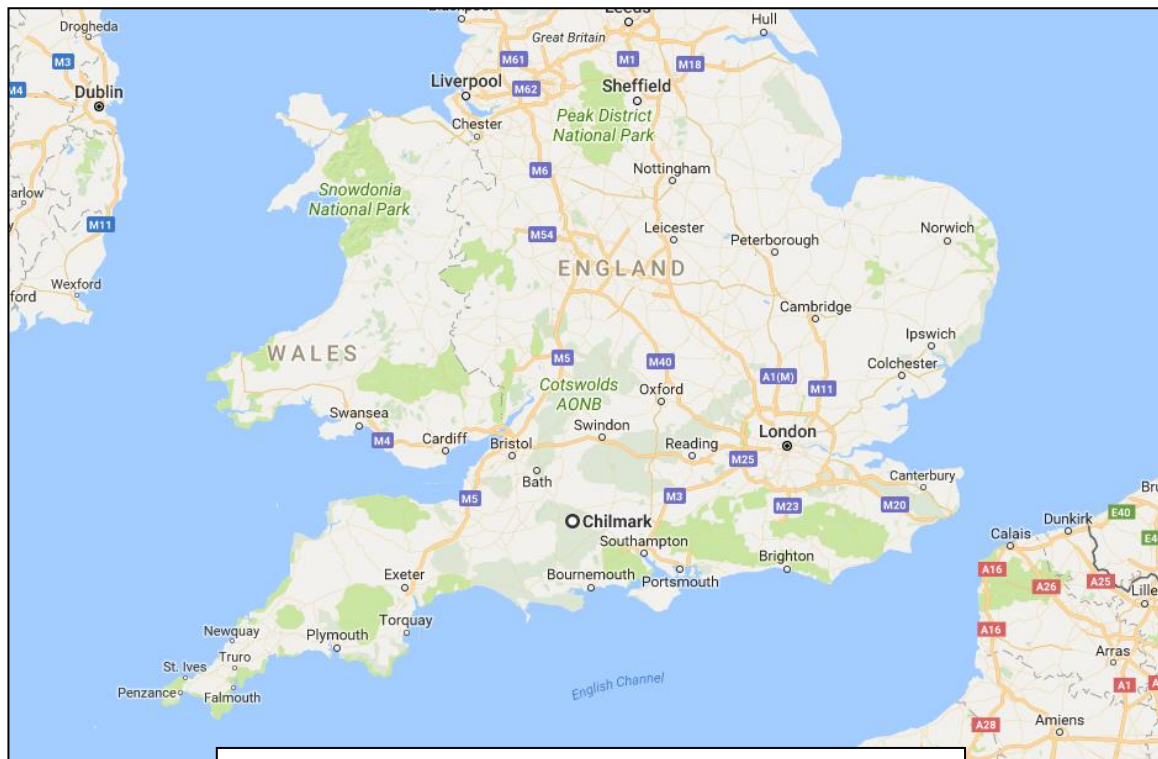 Leeds
Hull
Drogheda
Great Britain
M61
M1
M18
M3
M4
Dublin
Liverpool
M62
Sheffield
Peak District
National Park
Chester
M6
Nottingham
Snowdonia
National Park
M11
M54
Leicester
Peterborough
Norwich
ENGLAND
Wexford
Cambridge
Ipswich
WALES
M5
M40
A1(M)
M11
Colchester
Cotswolds
AONB
Oxford
Swansea
M4
Cardiff
Bristol
Swindon
Reading
London
M25
Bath
Canterbury
M5
M3
M23
M20
Chilmark
Southampton
Dunkirk
E40
Calais
Exeter
Bournemouth
Portsmouth
Brighton
A16
A26
A25
Lille
Torquay
Newquay
Plymouth
A16
Truro
St. Ives
Arras
Penzance
Falmouth
English Channel
A1
Amiens
A28